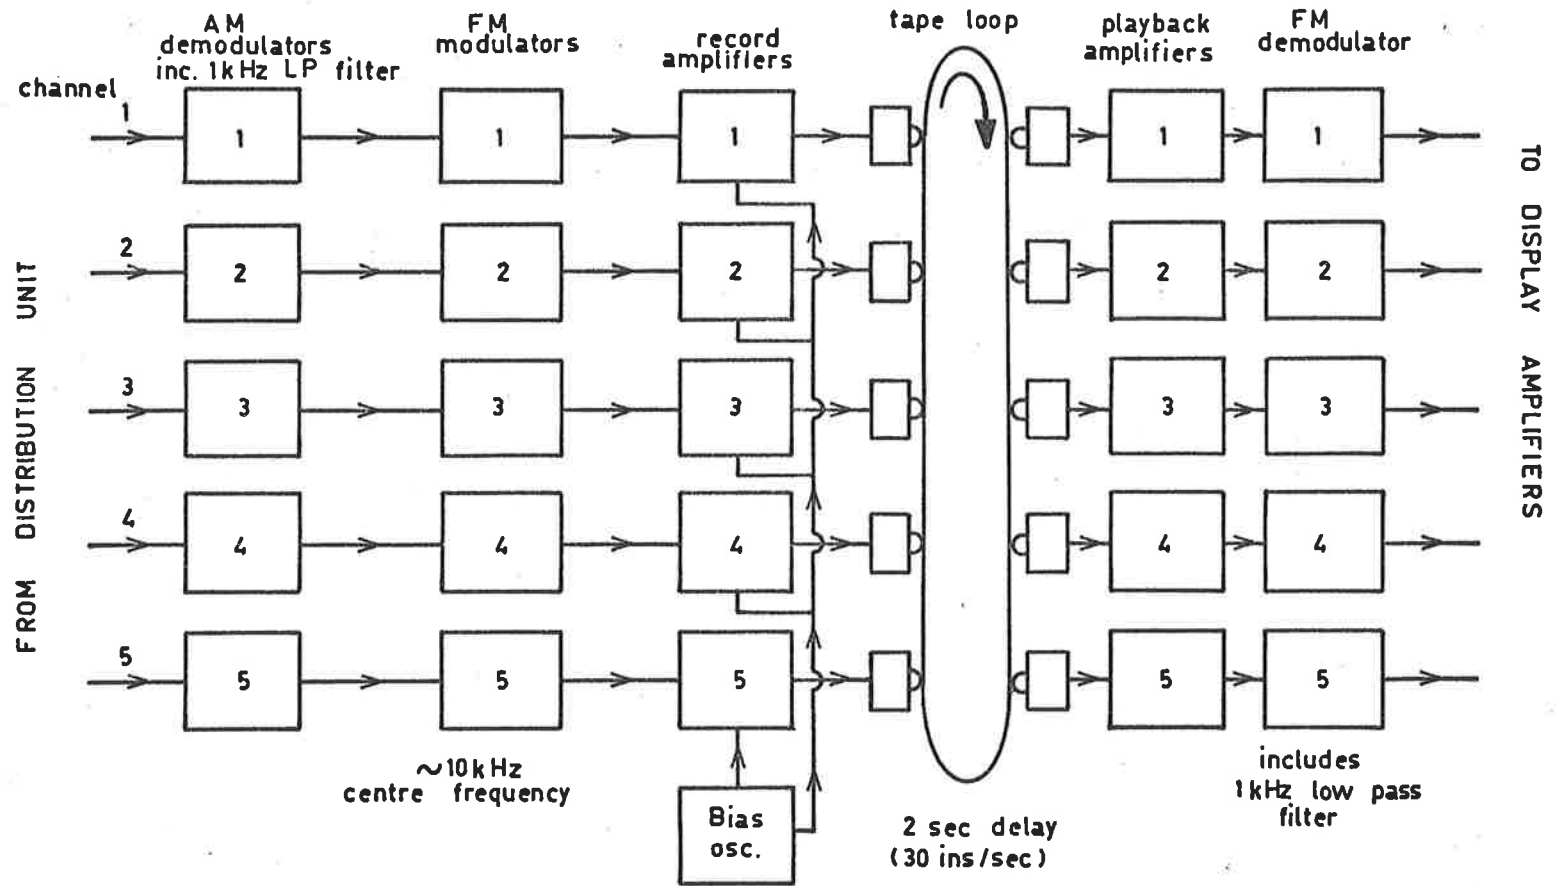 AM
demodulators
inc. 1kHz LP filter
FM
modulators
record
amplifiers
tape loop
playback
amplifiers
FM
demodulator
channel
1
1
1
1
1
1
2
2
2
2
2
2
3
3
3
3
3
3
4
4
4
4
4
4
5
5
5
5
5
5
FROM DISTRIBUTION UNIT
TO DISPLAY AMPLIFIERS
~10kHz
centre frequency
Bias
osc.
2 sec delay
(30 ins/sec)
includes
1kHz low pass
filter